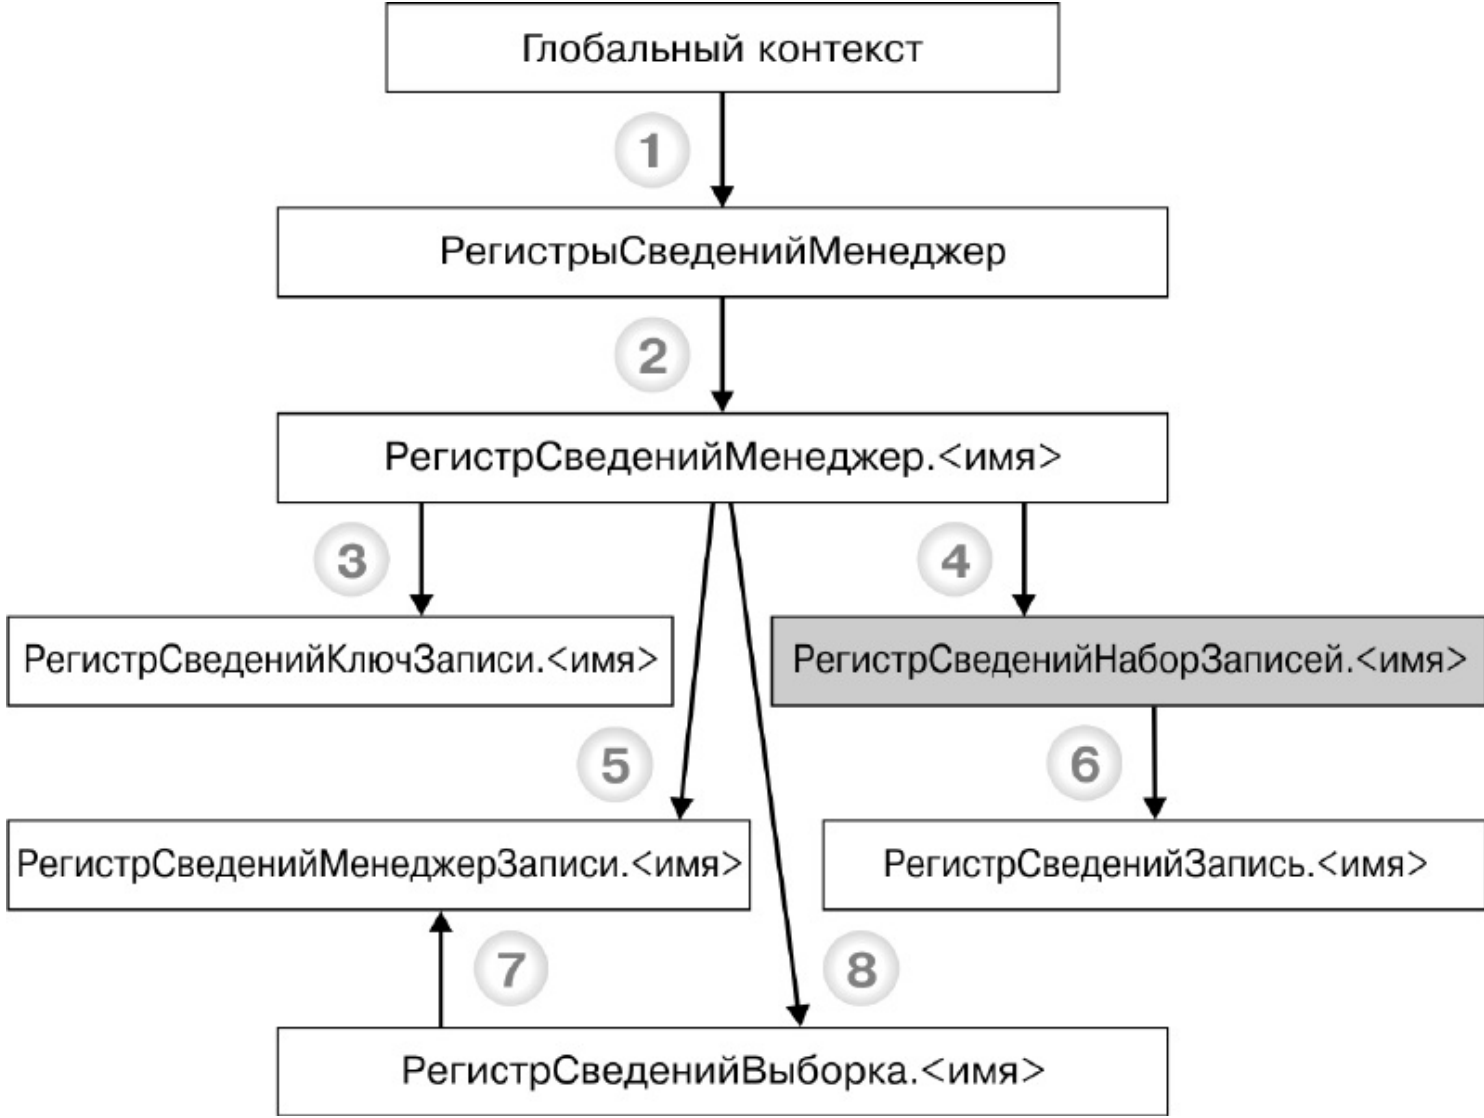 Глобальный контекст
1
РегистрыСведенийМенеджер
2
РегистрСведенийМенеджер.<имя>
3
4
РегистрСведенийКлючЗаписи.<имя>
РегистрСведенийНаборЗаписей.<имя>
5
6
РегистрСведенийМенеджерЗаписи.<имя>
РегистрСведенийЗапись.<имя>
7
8
РегистрСведенийВыборка.<имя>